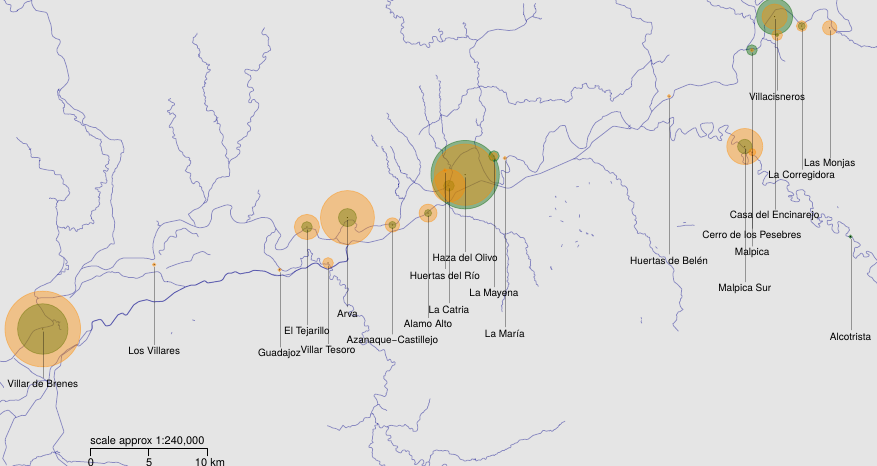 Villacisneros
Las Monjas
La Corregidora
Casa del Encinarejo
Cerro de los Pesebres
Malpica
Haza del Olivo
Huertas de Belén
Huertas del Río
Malpica Sur
La Mayena
La Catria
Arva
Alamo Alto
El Tejarillo
La María
Alcotrista
Azanaque-Castillejo
Los Villares
Guadajoz
Villar Tesoro
Villar de Brenes
scale approx 1:240,000
0 5 10 km